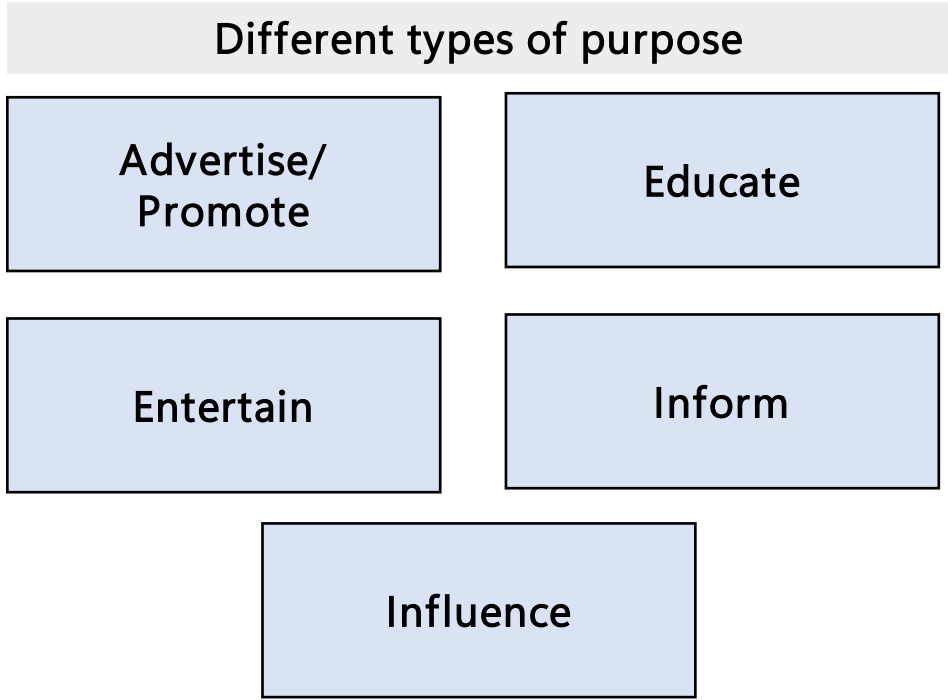 Different types of purpose
Advertise/
Promote
Educate
Entertain
Inform
Influence